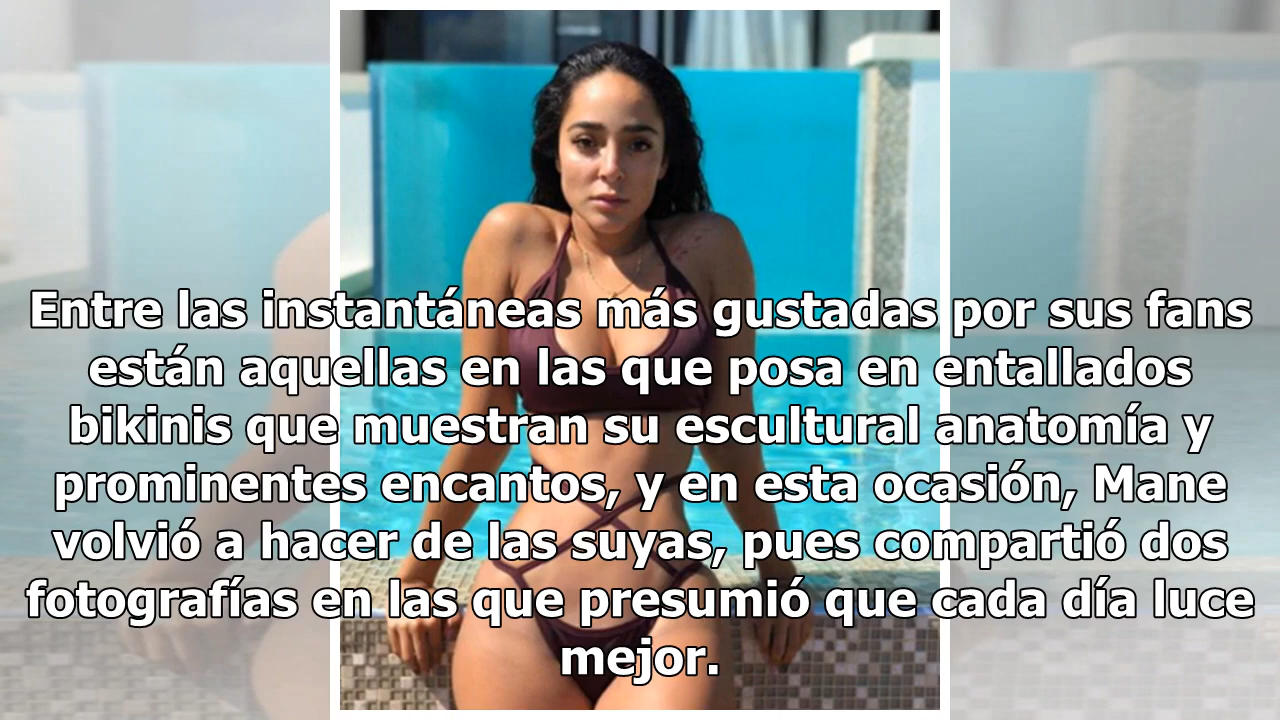 Entre las instantáneas más gustadas por sus fans
están aquellas en las que posa en entallados
bikinis que muestran su escultural anatomía y
prominentes encantos, y en esta ocasión, Mane
volvió a hacer de las suyas, pues compartió dos
fotografías en las que presumió que cada día luce
mejor.